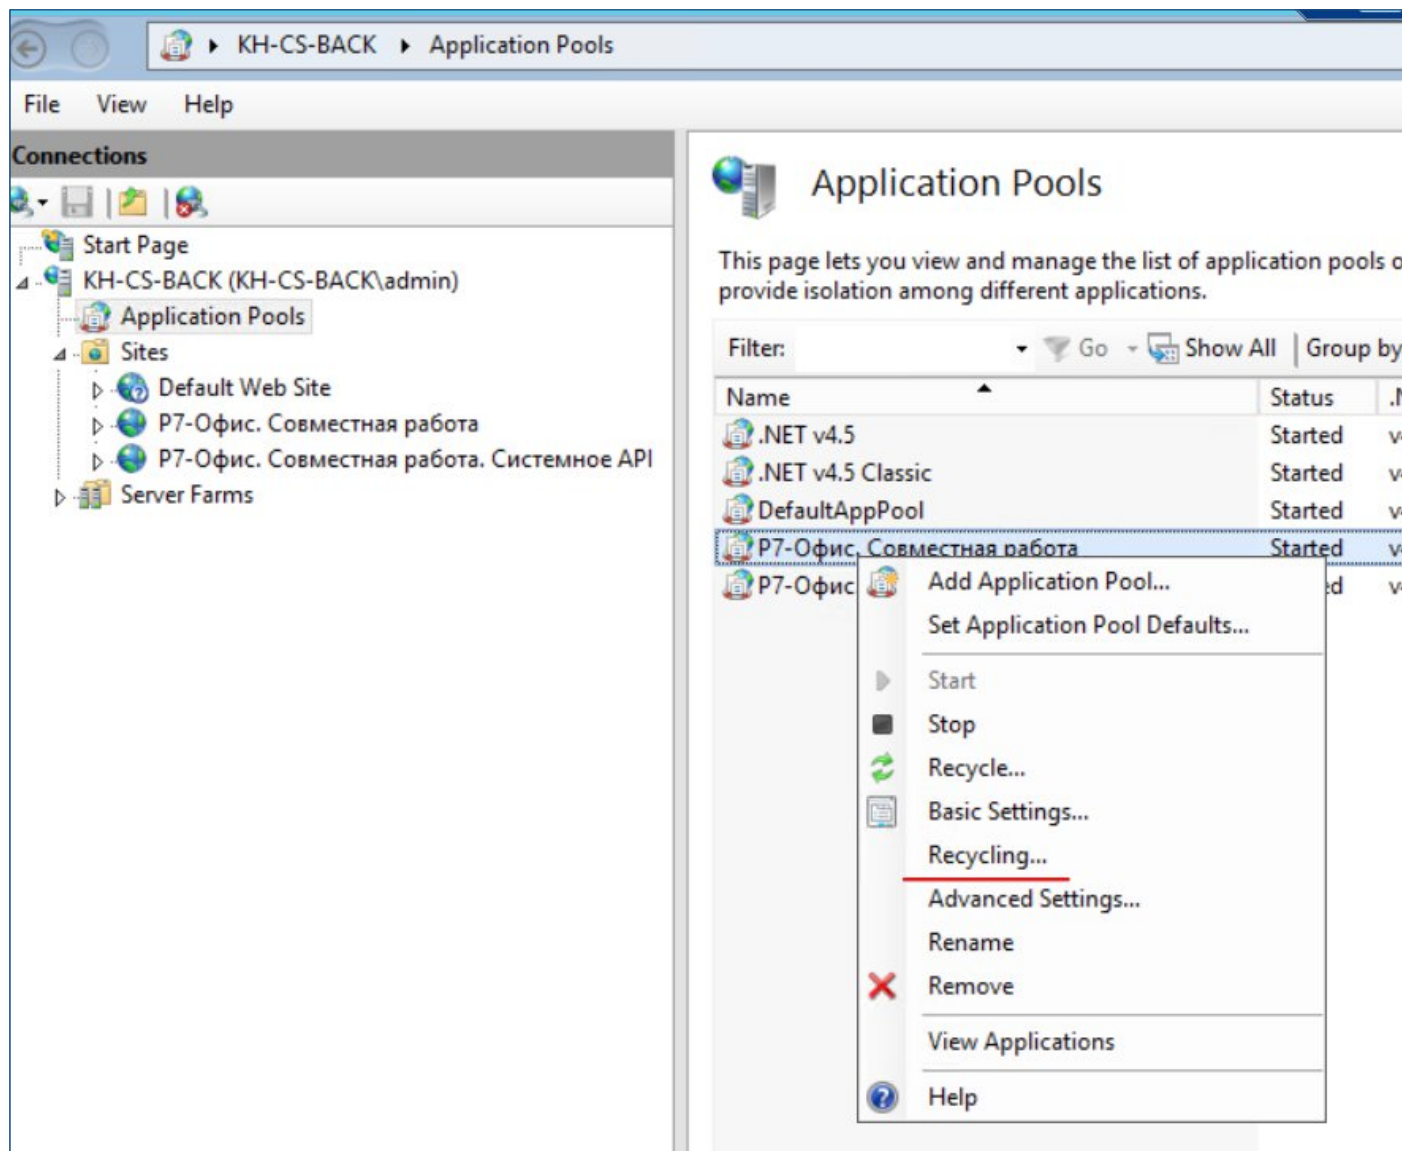 KH-CS-BACK Application Pools
File View Help
Connections
Start Page
KH-CS-BACK (KH-CS-BACK\admin)
Application Pools
Sites
Default Web Site
Р7-Офис. Совместная работа
Р7-Офис. Совместная работа. Системное API
Server Farms
Application Pools
This page lets you view and manage the list of application pools
provide isolation among different applications.
Filter: Go Show All Group by
Name Status
.NET v4.5 Started
.NET v4.5 Classic Started
DefaultAppPool Started
Р7-Офис. Совместная работа Started
Р7-Офис
Add Application Pool...
Set Application Pool Defaults...
Start
Stop
Recycle...
Basic Settings...
Recycling...
Advanced Settings...
Rename
Remove
View Applications
Help